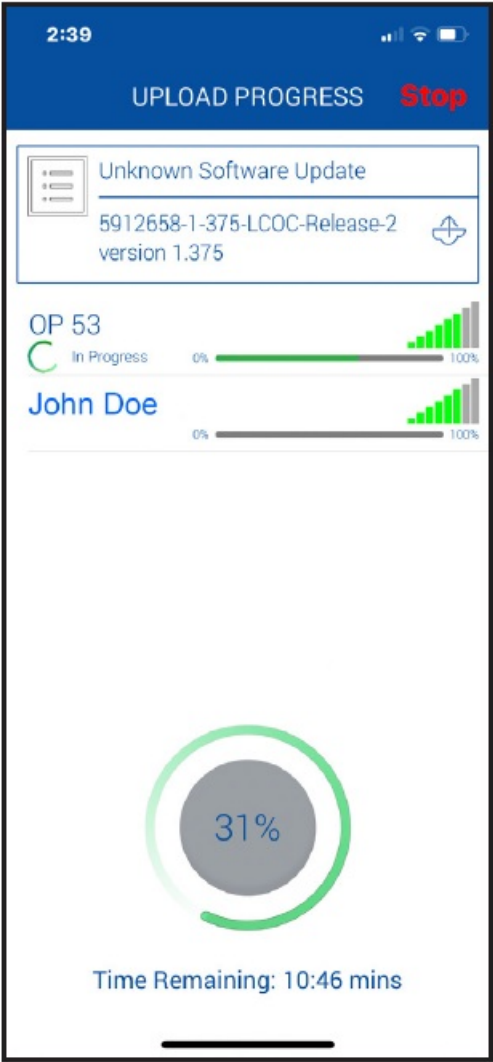 2:39
UPLOAD PROGRESS Stop
Unknown Software Update
5912658-1-375-LCOC-Release-2
version 1.375
OP 53
In Progress 0% 100%
John Doe
0% 100%
31%
Time Remaining: 10:46 mins